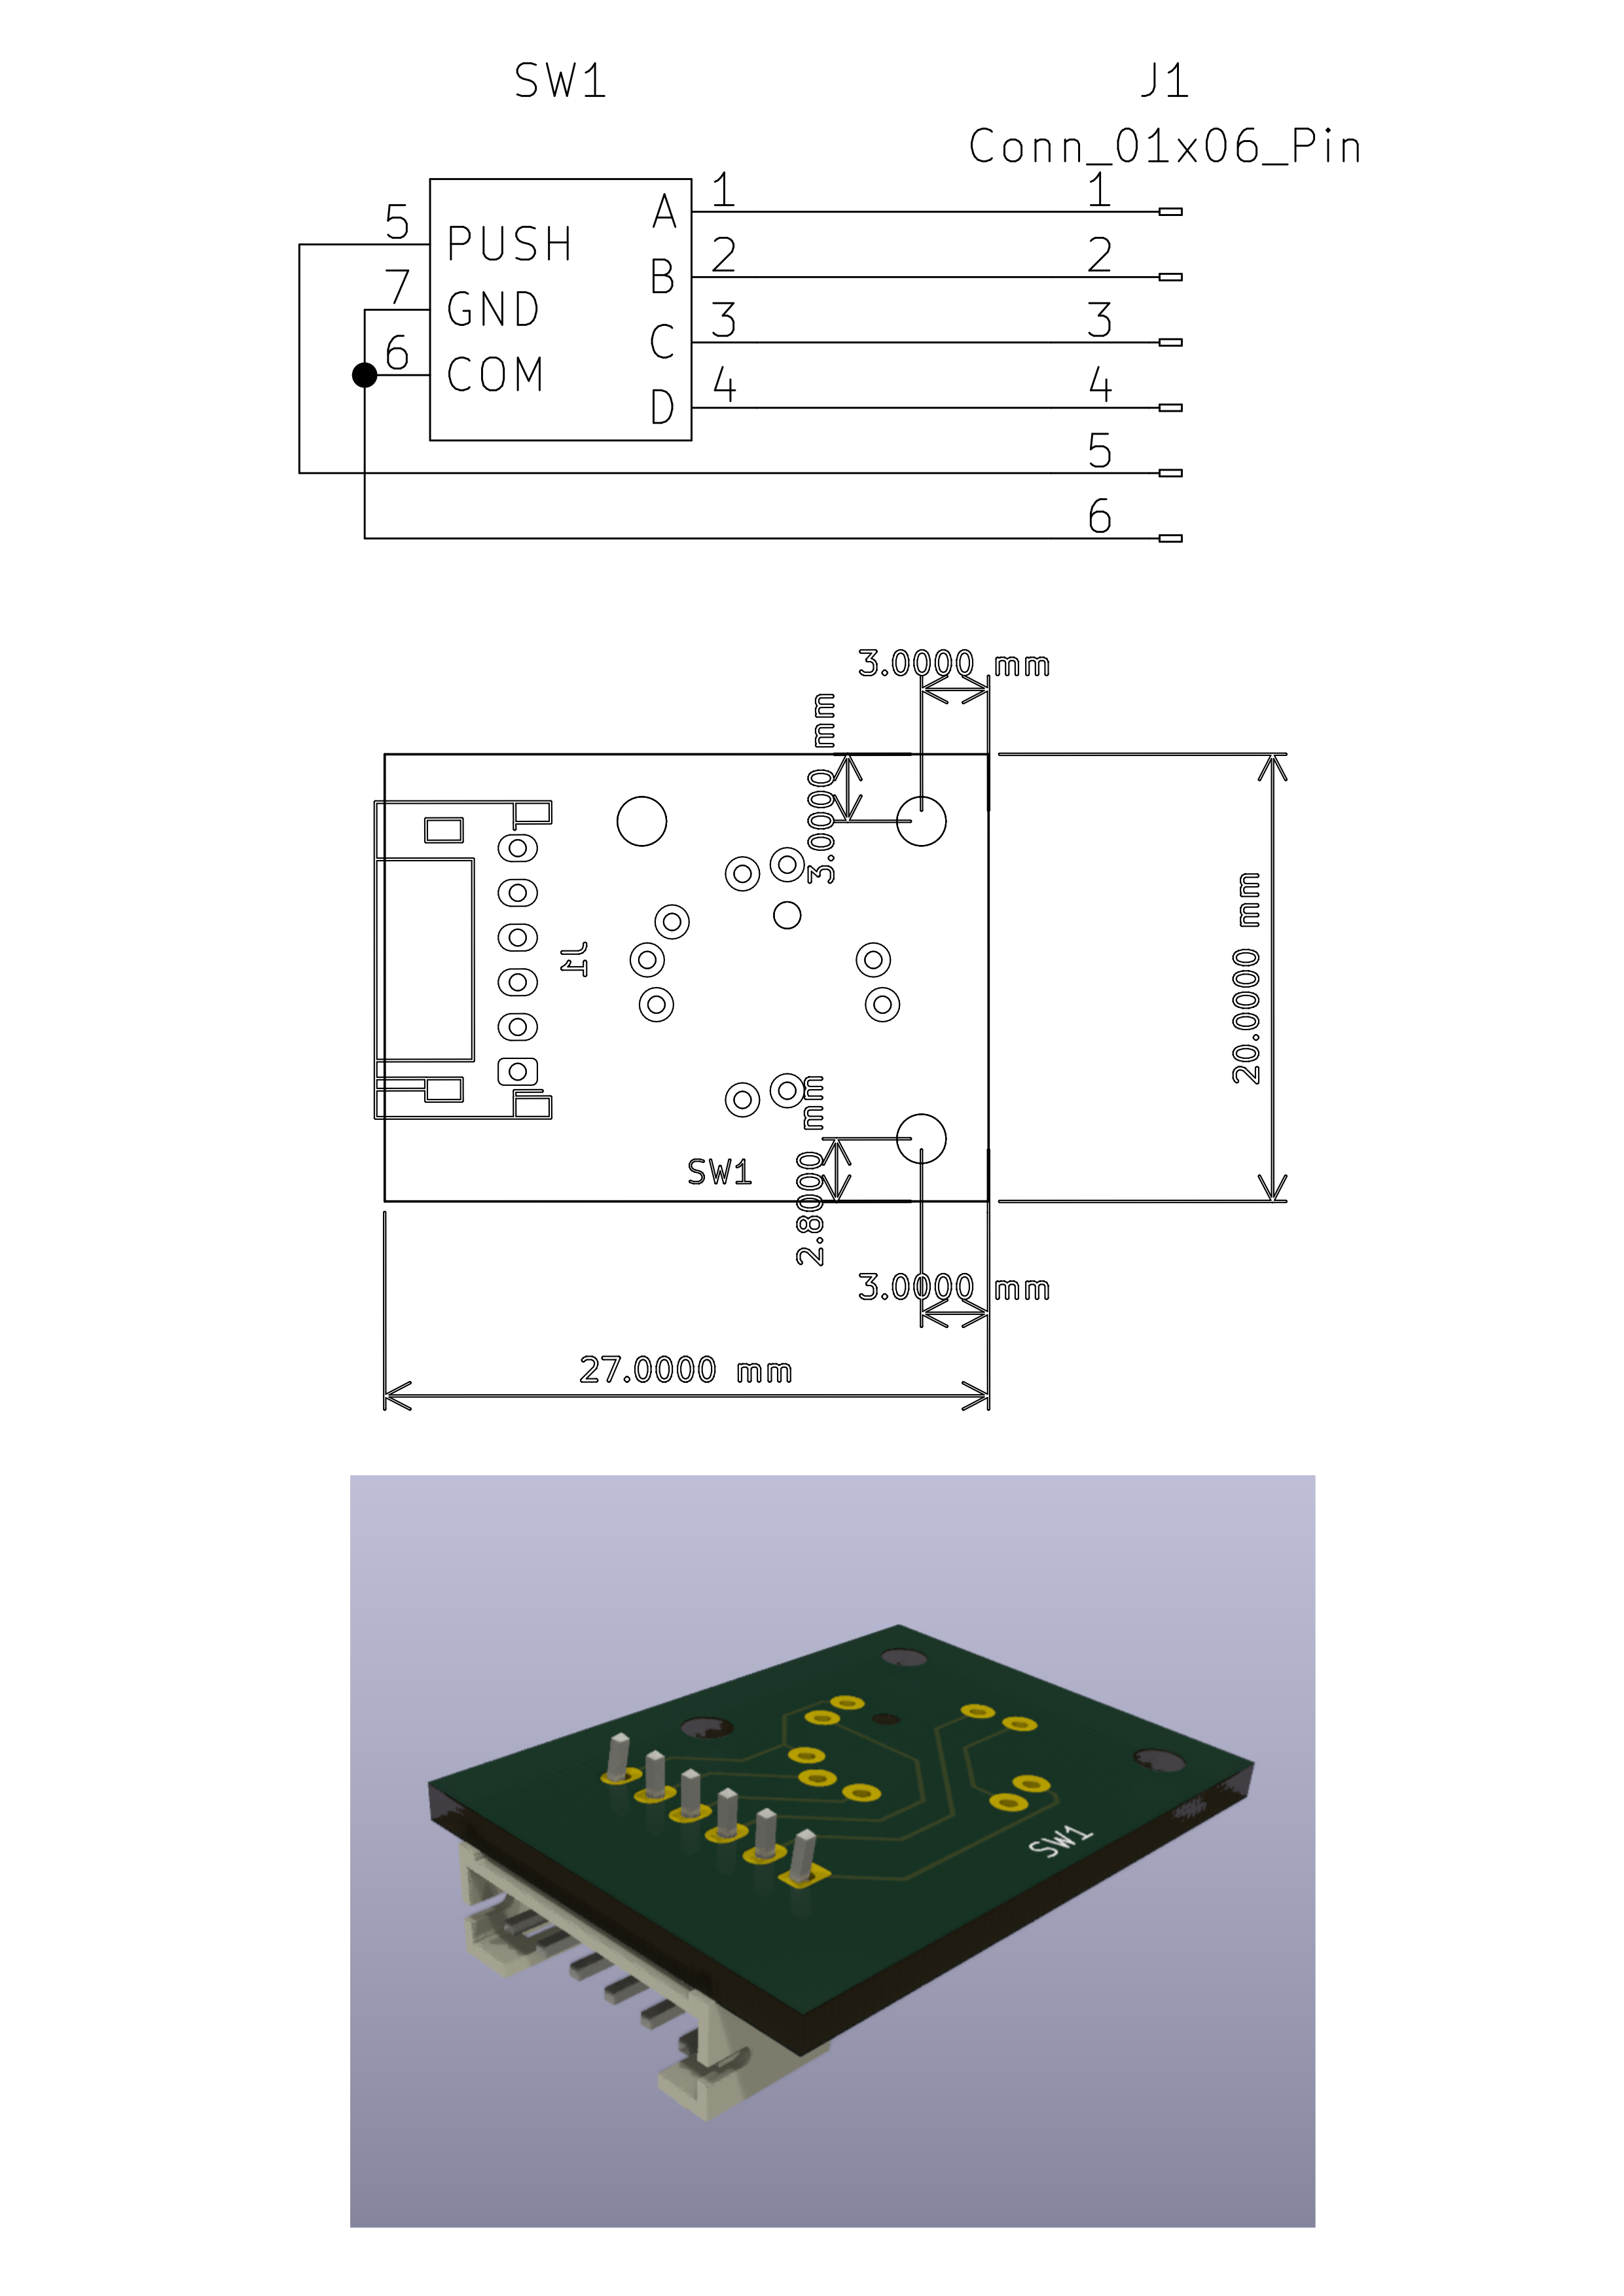 SW1
J1
Conn_01x06_Pin
5 PUSH
7 GND
6 COM
A 1
B 2
C 3
D 4
1
2
3
4
5
6
3.0000 mm
3.0000 mm
J1
20.0000 mm
SW1
2.8000 mm
3.0000 mm
27.0000 mm
SW1